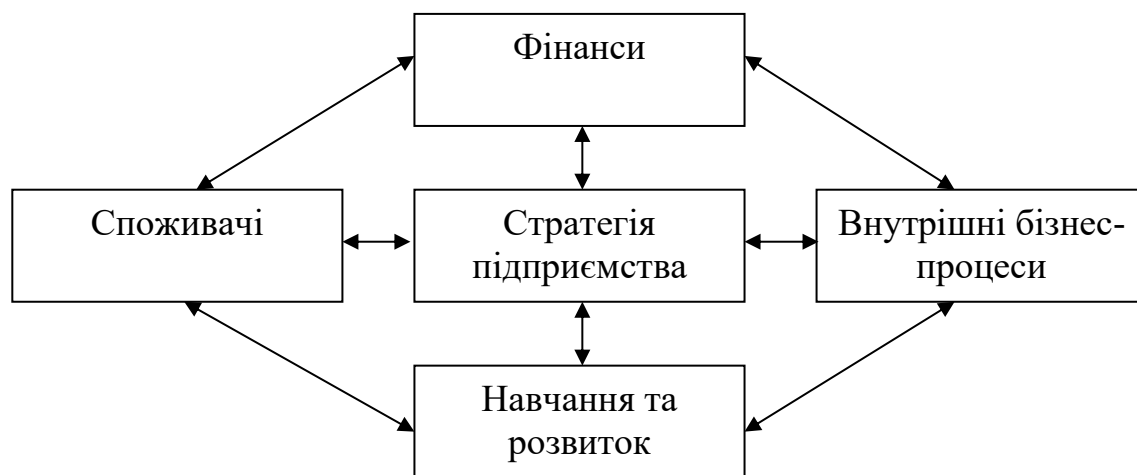 Фінанси
Споживачі
Стратегія
підприємства
Внутрішні бізнес-
процеси
Навчання та
розвиток